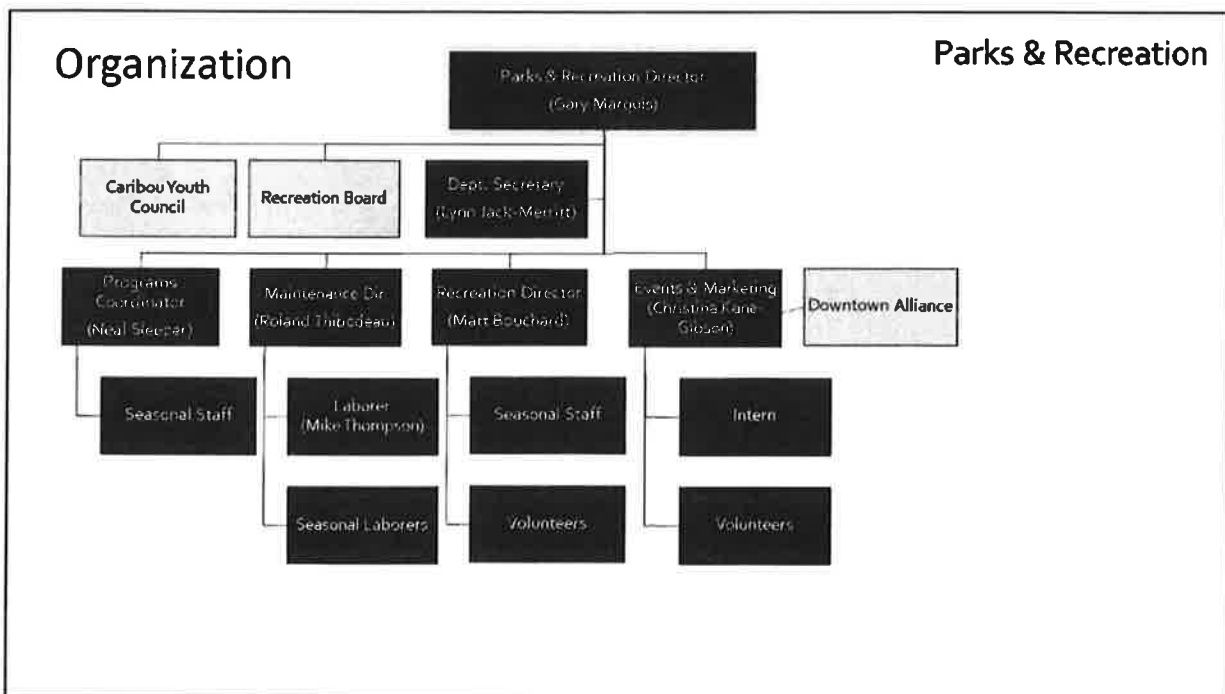 Organization
Parks & Recreation
Parks & Recreation Director
(Gary Marquis)
Caribou Youth
Council
Recreation Board
Dept. Secretary
(Lynn Jack-Merritt)
Programs
Coordinator
(Neal Sleeper)
Maintenance Dir.
(Roland Thibodeau)
Recreation Director
(Matt Bouchard)
Events & Marketing
(Christina Kane-
Gibson)
Downtown Alliance
Seasonal Staff
Laborer
(Mike Thompson)
Seasonal Staff
Intern
Seasonal Laborers
Volunteers
Volunteers